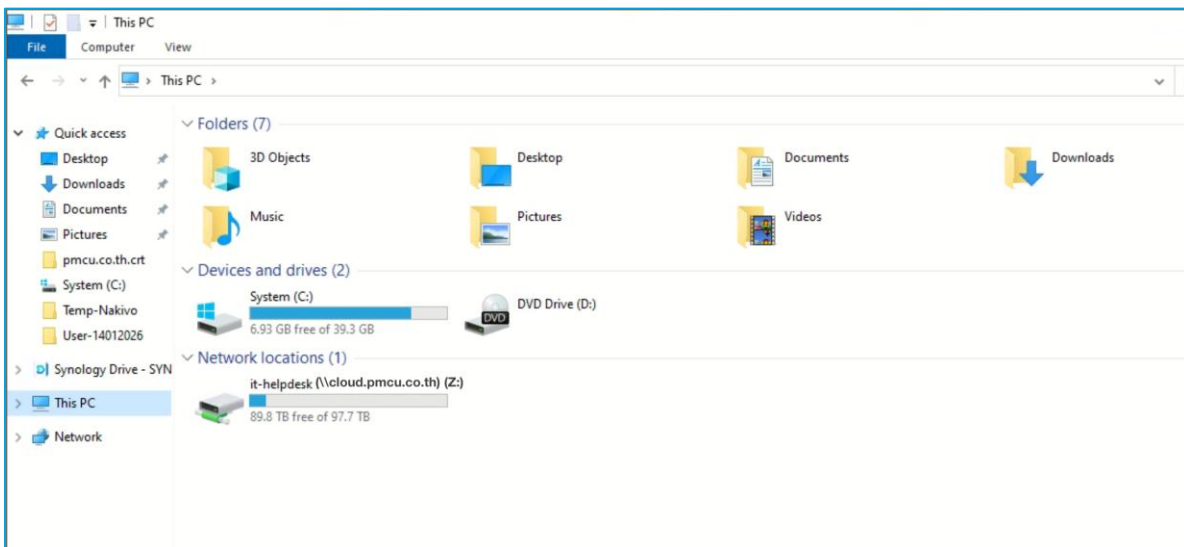 This PC
File Computer View
This PC
Quick access
Desktop
Downloads
Documents
Pictures
pmcu.co.th.crt
System (C:)
Temp-Nakivo
User-14012026
Synology Drive - SYN
This PC
Network
Folders (7)
3D Objects
Desktop
Documents
Downloads
Music
Pictures
Videos
Devices and drives (2)
System (C:)
6.93 GB free of 39.3 GB
DVD Drive (D:)
DVD
Network locations (1)
it-helpdesk (\\cloud.pmcu.co.th) (Z:)
89.8 TB free of 97.7 TB